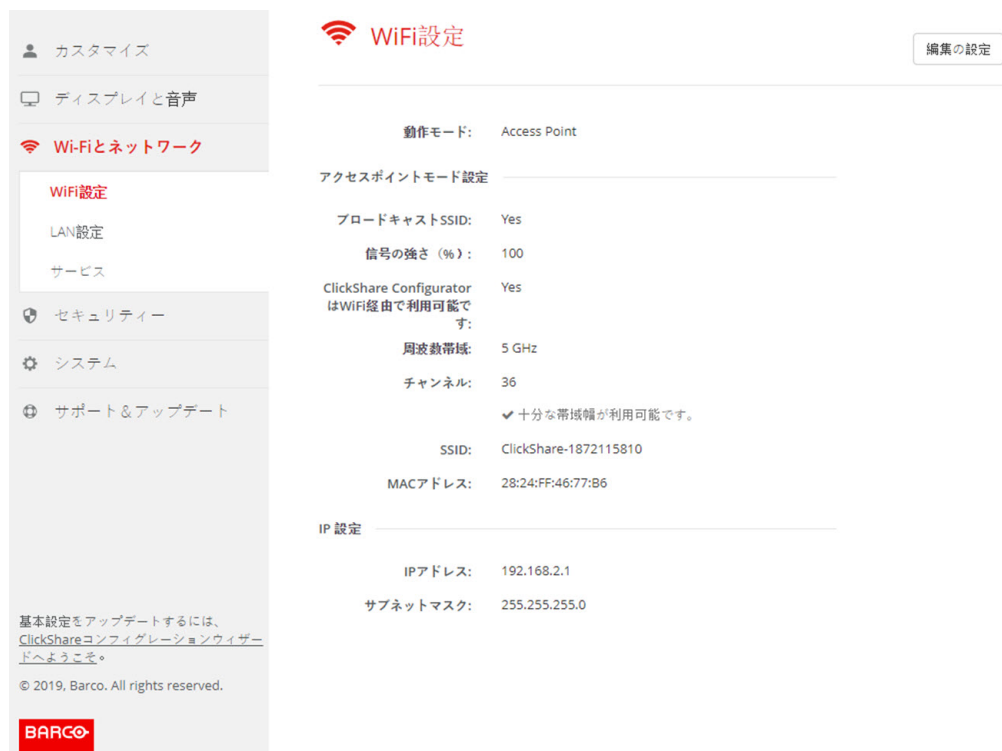 カスタマイズ
ディスプレイと音声
Wi-Fiとネットワーク
WiFi設定
LAN設定
サービス
セキュリティー
システム
サポート＆アップデート
基本設定をアップデートするには、
ClickShareコンフィグレーションウィザー
ドへようこそ。
© 2019, Barco. All rights reserved.
BARCO
WiFi設定
編集の設定
動作モード: Access Point
アクセスポイントモード設定
ブロードキャストSSID: Yes
信号の強さ（%）: 100
ClickShare Configurator Yes
はWiFi経由で利用可能で
す:
周波数帯域: 5 GHz
チャンネル: 36
十分な帯域幅が利用可能です。
SSID: ClickShare-1872115810
MACアドレス: 28:24:FF:46:77:B6
IP 設定
IPアドレス: 192.168.2.1
サブネットマスク: 255.255.255.0